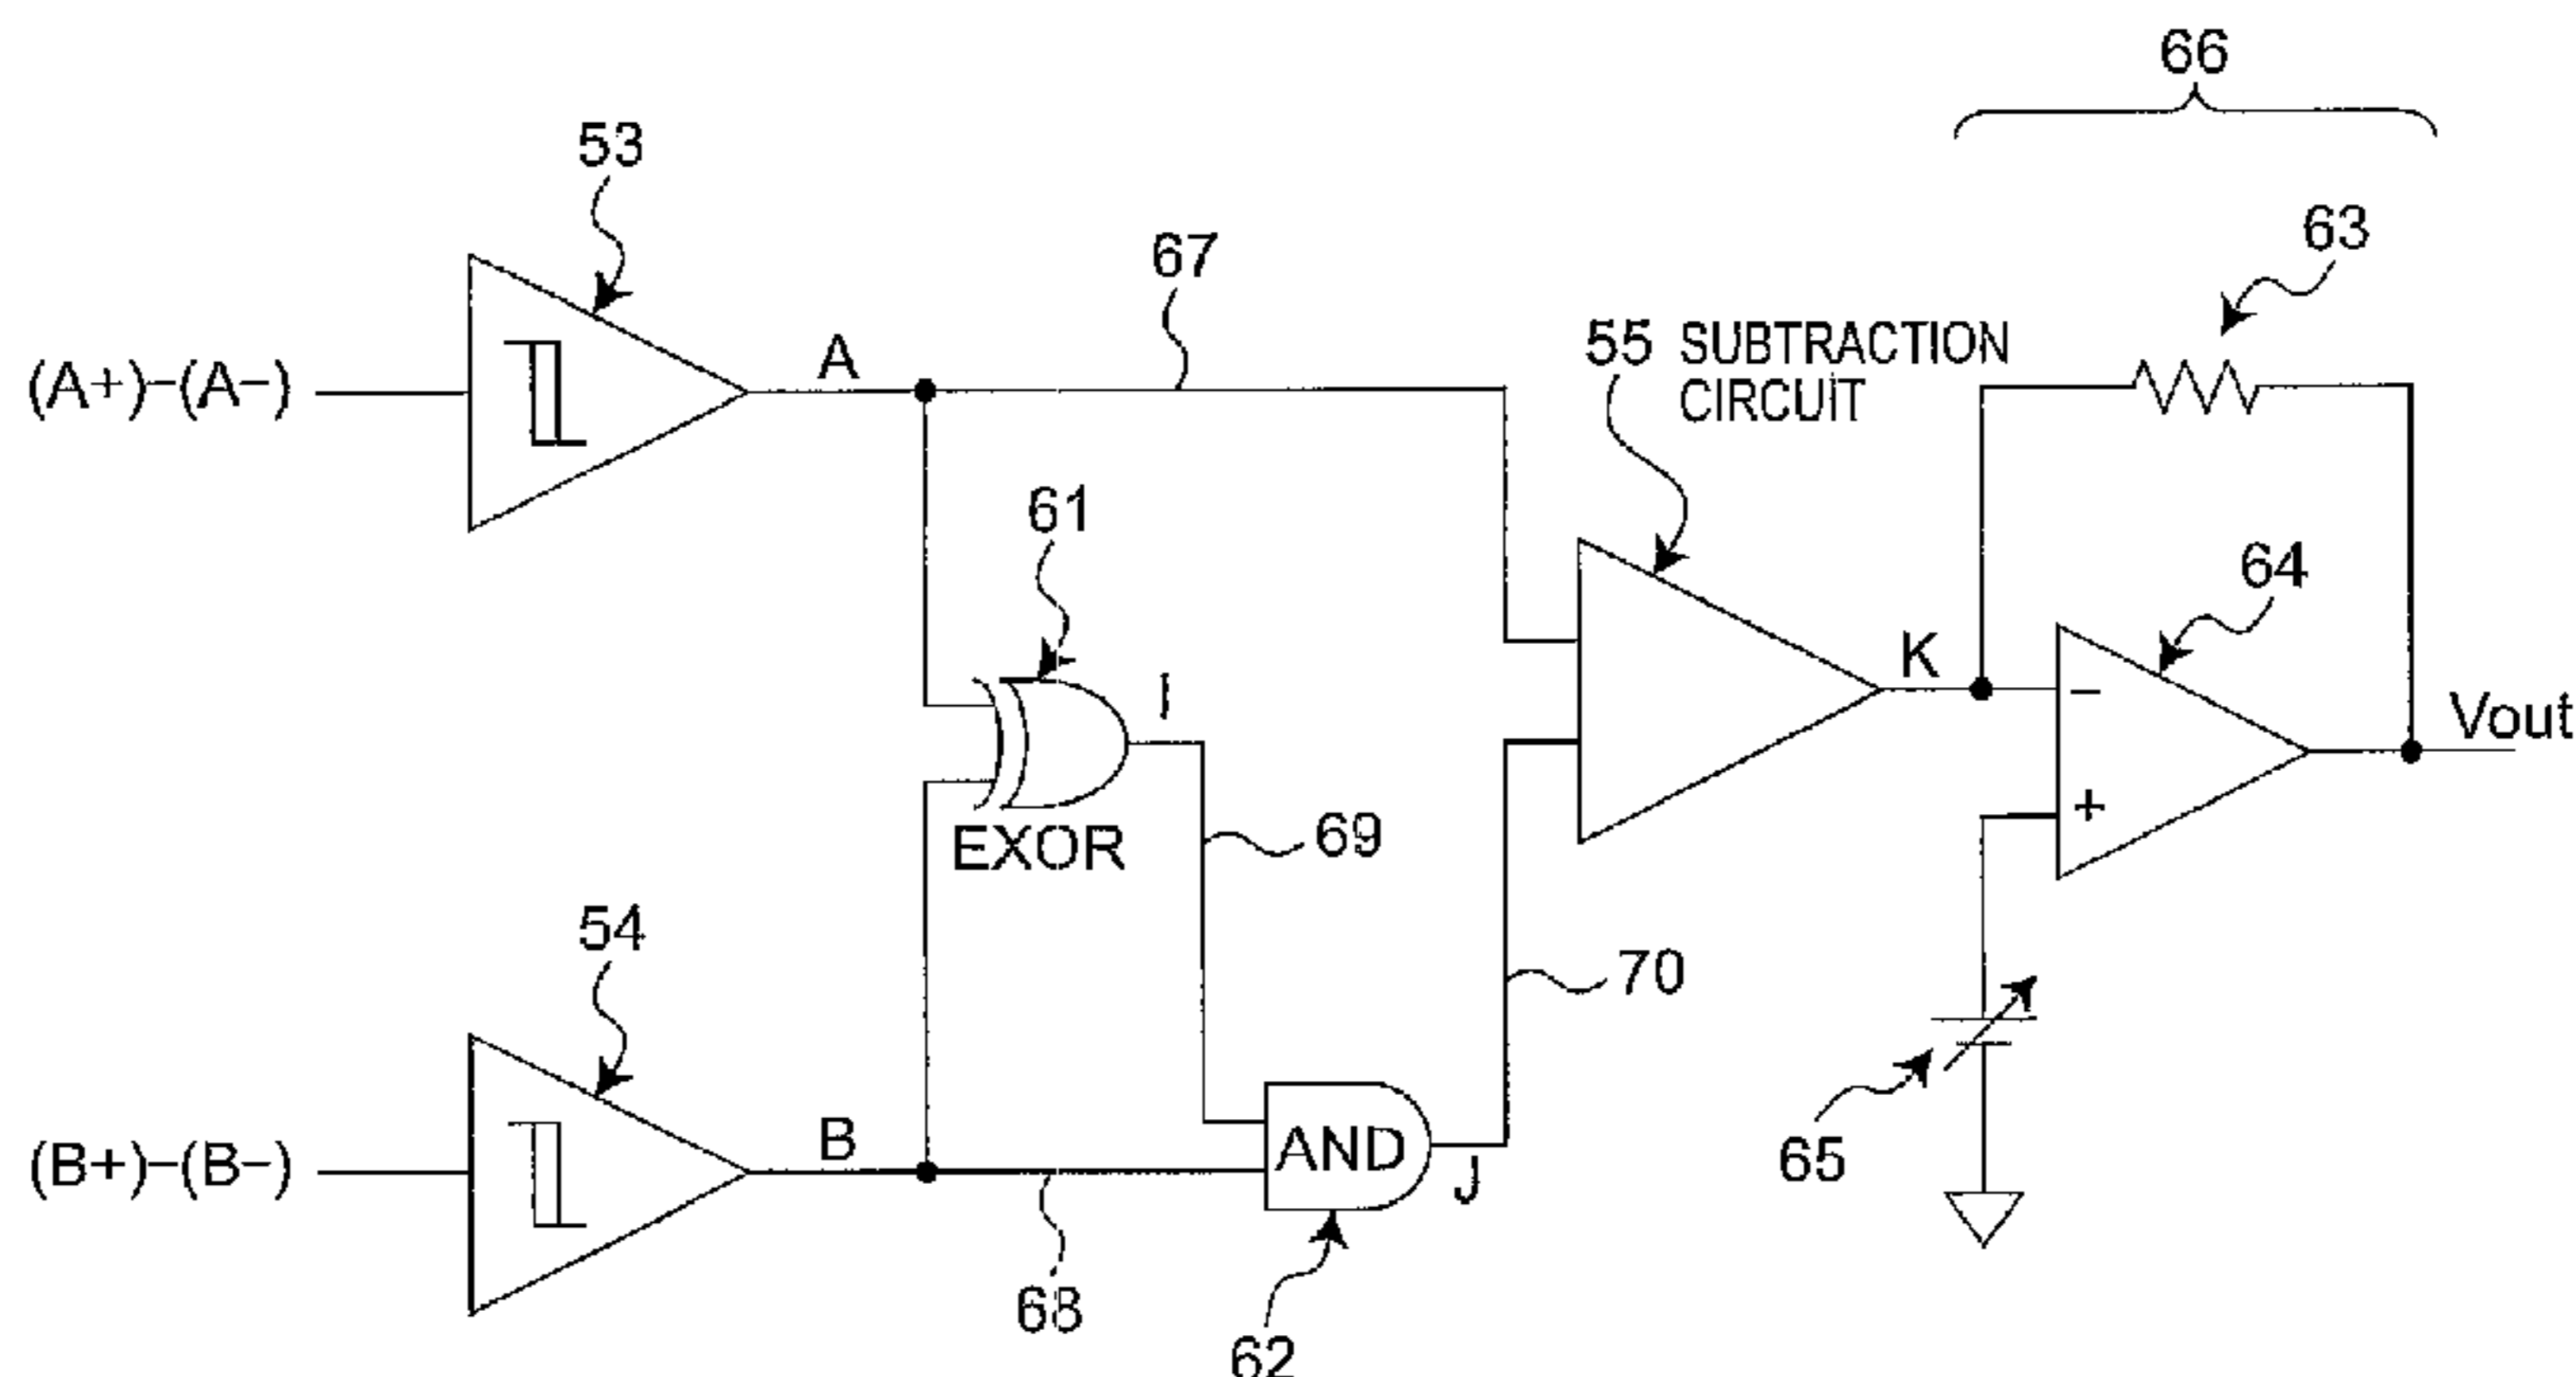 66
53
63
67
55 SUBTRACTION
CIRCUIT
A
(A+)-(A-)
61
64
K
I
-
Vout
+
EXOR
69
54
70
B
AND
(B+)-(B-)
J
65
68
62